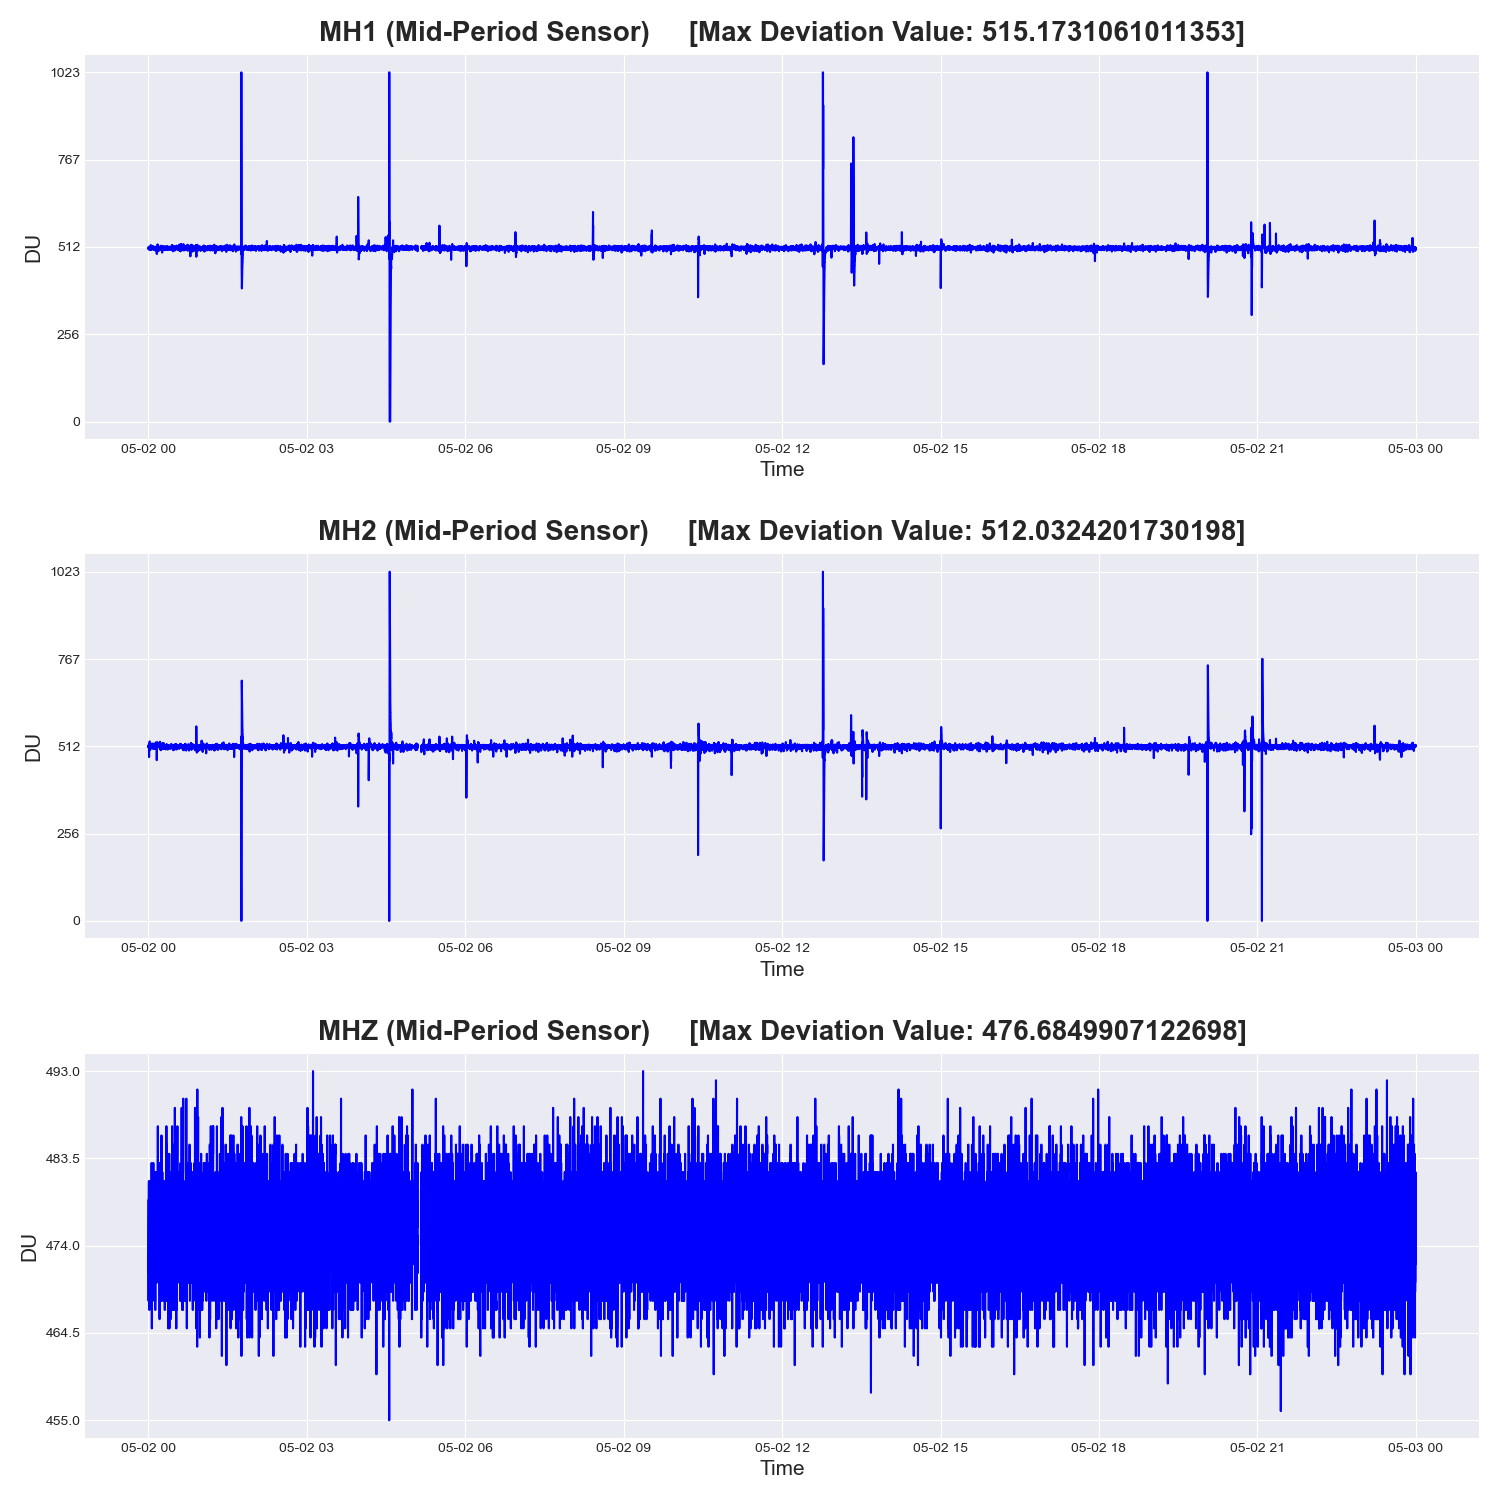 MH1 (Mid-Period Sensor) [Max Deviation Value: 515.1731061011353]
1023
767
512
256
0
DU
05-02 00 05-02 03 05-02 06 05-02 09 05-02 12 05-02 15 05-02 18 05-02 21 05-03 00
Time
MH2 (Mid-Period Sensor) [Max Deviation Value: 512.0324201730198]
1023
767
512
256
0
DU
05-02 00 05-02 03 05-02 06 05-02 09 05-02 12 05-02 15 05-02 18 05-02 21 05-03 00
Time
MHZ (Mid-Period Sensor) [Max Deviation Value: 476.6849907122698]
493.0
483.5
474.0
464.5
455.0
DU
05-02 00 05-02 03 05-02 06 05-02 09 05-02 12 05-02 15 05-02 18 05-02 21 05-03 00
Time